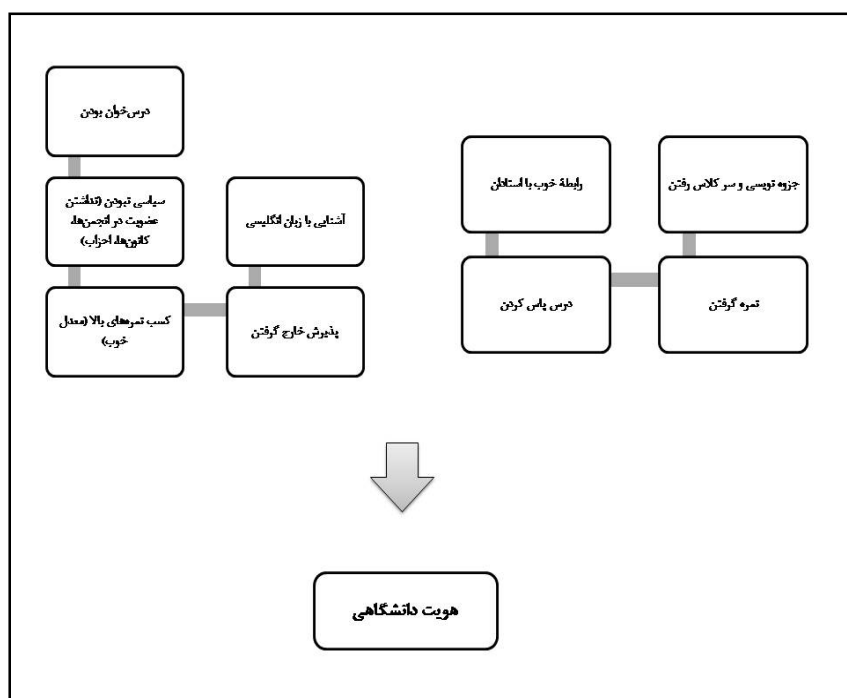 درس‌خوان بودن
سیاسی نبودن (نداشتن
عضویت در انجمن‌ها،
کانون‌ها، احزاب)
کسب نمره‌های بالا (معدل
خوب)
آشنایی با زبان انگلیسی
پذیرش خارج گرفتن
جزوه نویسی و سر کلاس رفتن
رابطهٔ خوب با استادان
نمره گرفتن
درس پاس کردن
هویت دانشگاهی